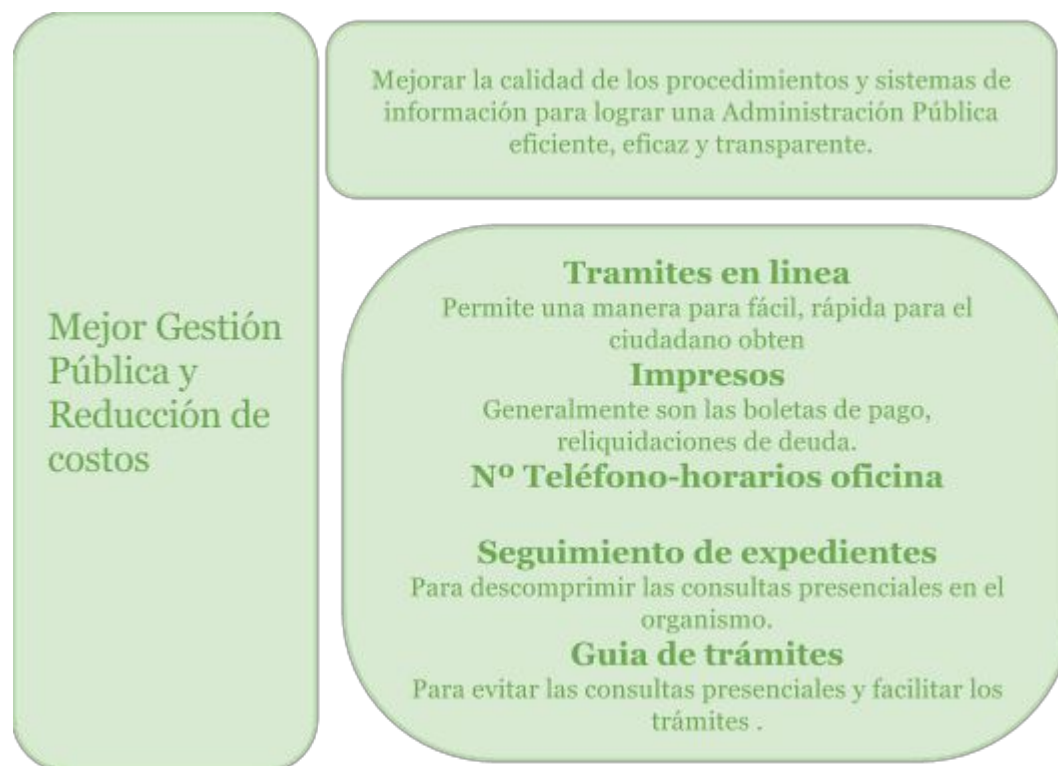 Mejor Gestión
Pública y
Reducción de
costos
Mejorar la calidad de los procedimientos y sistemas de
información para lograr una Administración Pública
eficiente, eficaz y transparente.
Tramites en linea
Permite una manera para fácil, rápida para el
ciudadano obten
Impresos
Generalmente son las boletas de pago,
reliquidaciones de deuda.
Nº Teléfono-horarios oficina
Seguimiento de expedientes
Para descomprimir las consultas presenciales en el
organismo.
Guia de trámites
Para evitar las consultas presenciales y facilitar los
trámites .